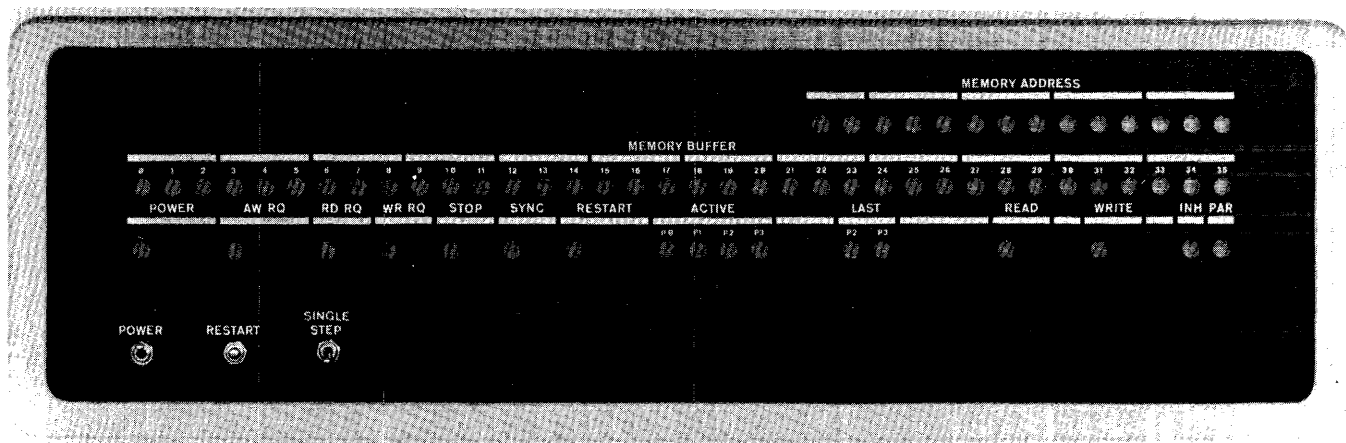 MEMORY ADDRESS
MEMORY BUFFER
0 1 2 3 4 5 6 7 8 9 10 11 12 13 14 15 16 17 18 19 20 21 22 23 24 25 26 27 28 29 30 31 32 33 34 35
POWER AW RQ RD RQ WR RQ STOP SYNC RESTART ACTIVE LAST READ WRITE INH PAR
P0 P1 P2 P3 P2 P3
SINGLE
POWER RESTART STEP